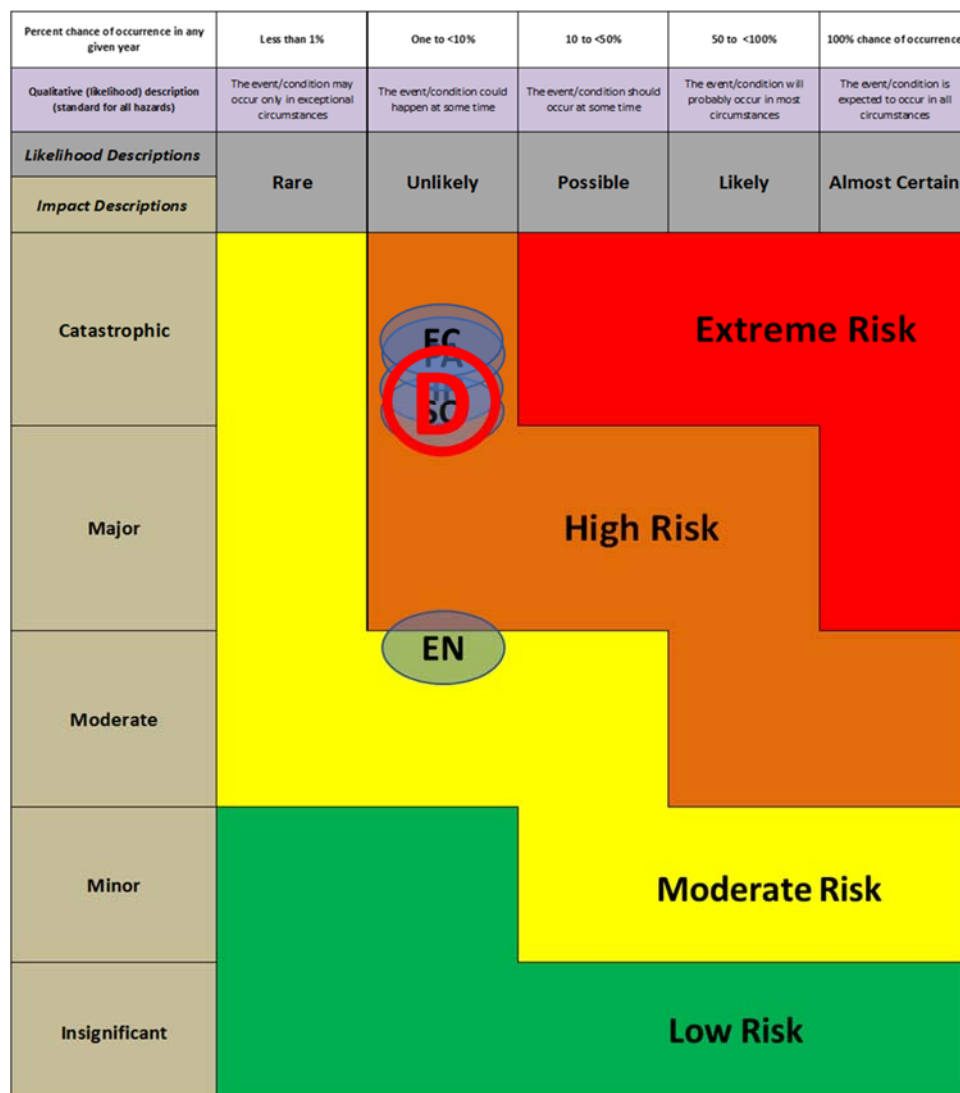 Percent chance of occurrence in any
given year
Less than 1%
One to <10%
10 to <50%
50 to <100%
100% chance of occurrence
Qualitative (likelihood) description
(standard for all hazards)
The event/condition may
occur only in exceptional
circumstances
The event/condition could
happen at some time
The event/condition should
occur at some time
The event/condition will
probably occur in most
circumstances
The event/condition is
expected to occur in all
circumstances
Likelihood Descriptions
Impact Descriptions
Rare
Unlikely
Possible
Likely
Almost Certain
Catastrophic
EC
PA
D
SC
Extreme Risk
Major
High Risk
EN
Moderate
Minor
Moderate Risk
Insignificant
Low Risk